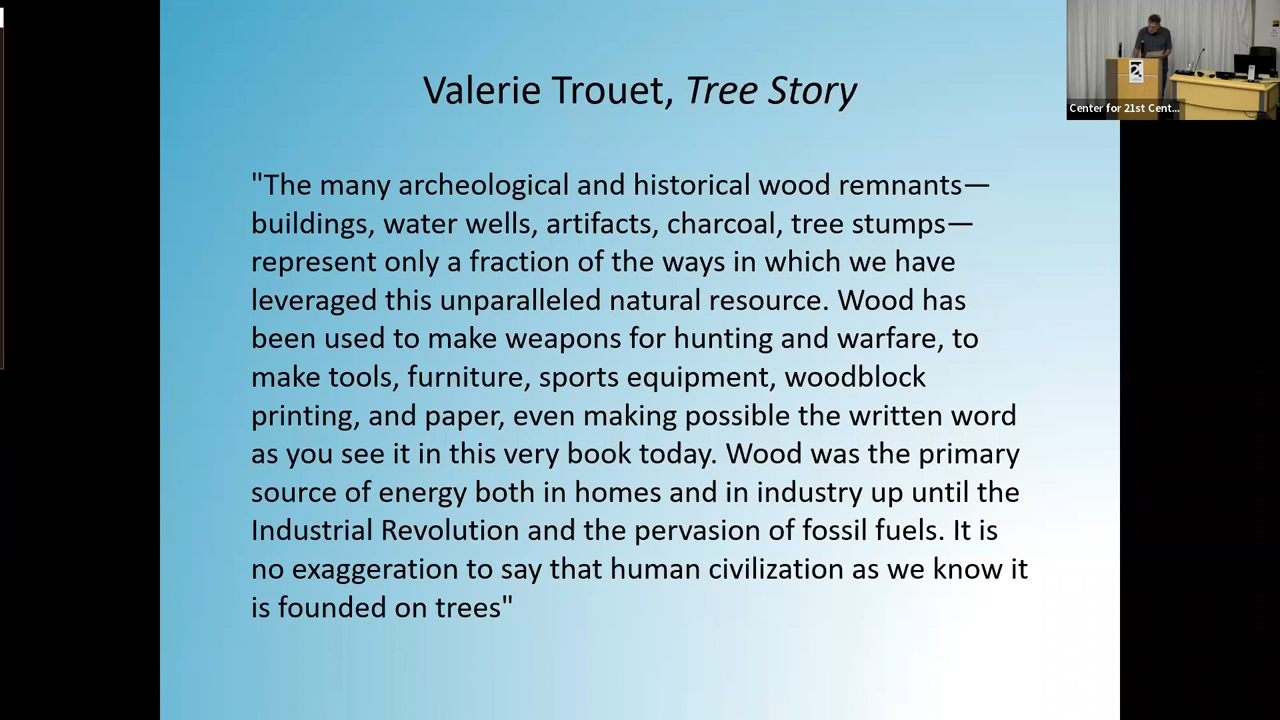 Valerie Trouet, Tree Story
"The many archeological and historical wood remnants—
buildings, water wells, artifacts, charcoal, tree stumps—
represent only a fraction of the ways in which we have
leveraged this unparalleled natural resource. Wood has
been used to make weapons for hunting and warfare, to
make tools, furniture, sports equipment, woodblock
printing, and paper, even making possible the written word
as you see it in this very book today. Wood was the primary
source of energy both in homes and in industry up until the
Industrial Revolution and the pervasion of fossil fuels. It is
no exaggeration to say that human civilization as we know it
is founded on trees"
Center for 21st Cent...